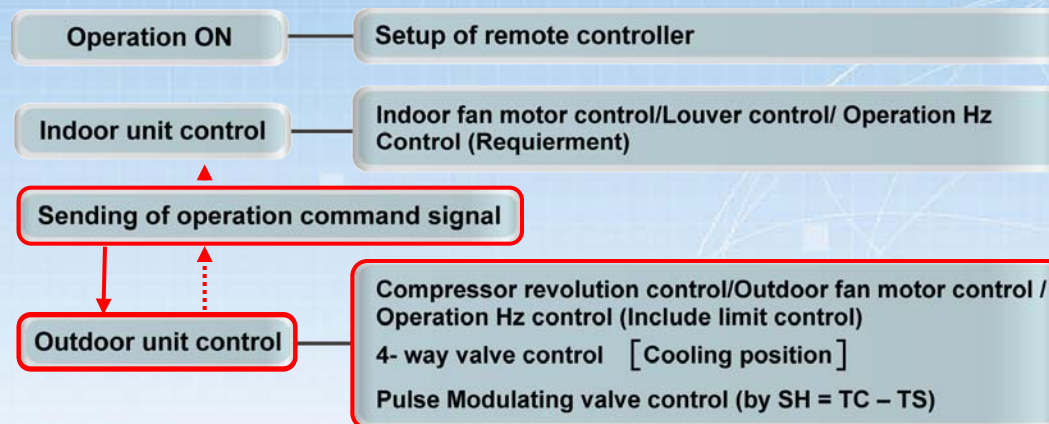 Operation ON
Setup of remote controller
Indoor unit control
Indoor fan motor control/Louver control/ Operation Hz
Control (Requierment)
Sending of operation command signal
Outdoor unit control
Compressor revolution control/Outdoor fan motor control /
Operation Hz control (Include limit control)
4- way valve control [Cooling position]
Pulse Modulating valve control (by SH = TC – TS)